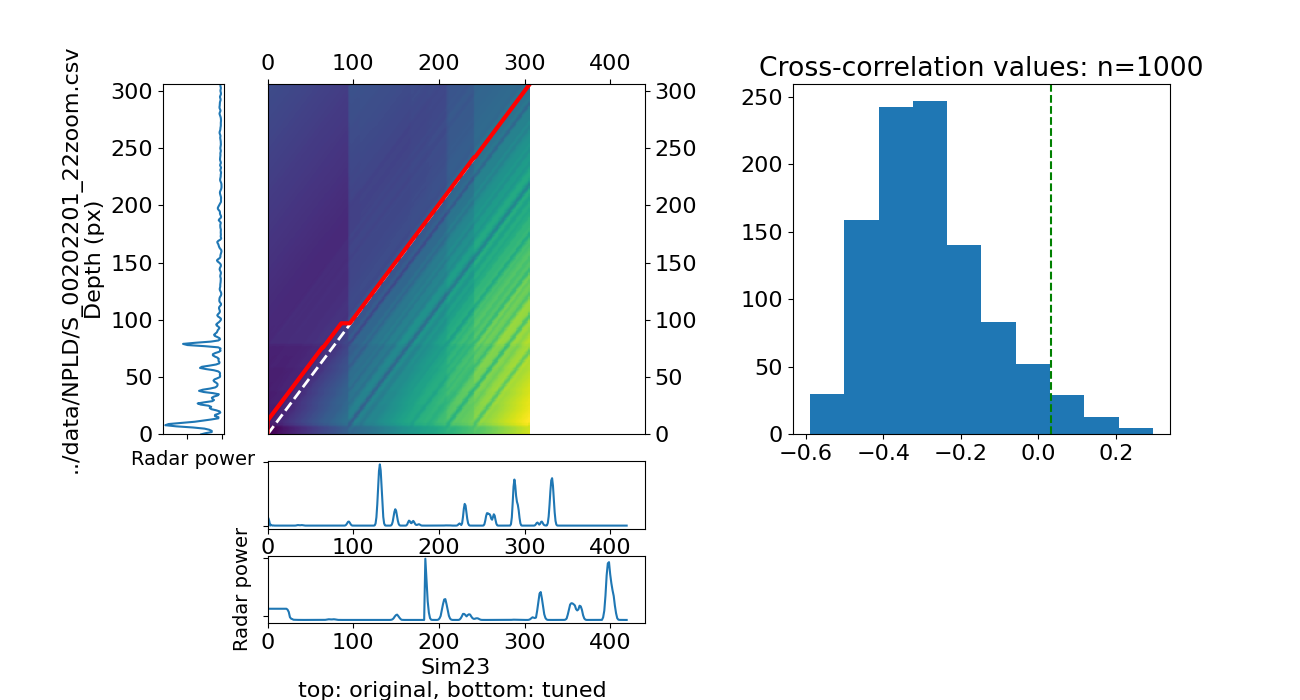 ../data/NPLD/S_00202201_22zoom.csv
Depth (px)
0 100 200 300 400
300
250
200
150
100
50
0
300
250
200
150
100
50
0
Radar power
0 100 200 300 400
Radar power
0 100 200 300 400
Sim23
top: original, bottom: tuned
Cross-correlation values: n=1000
250
200
150
100
50
0
−0.6 −0.4 −0.2 0.0 0.2